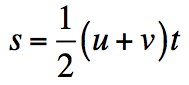 s = 1/2 (u + v)t